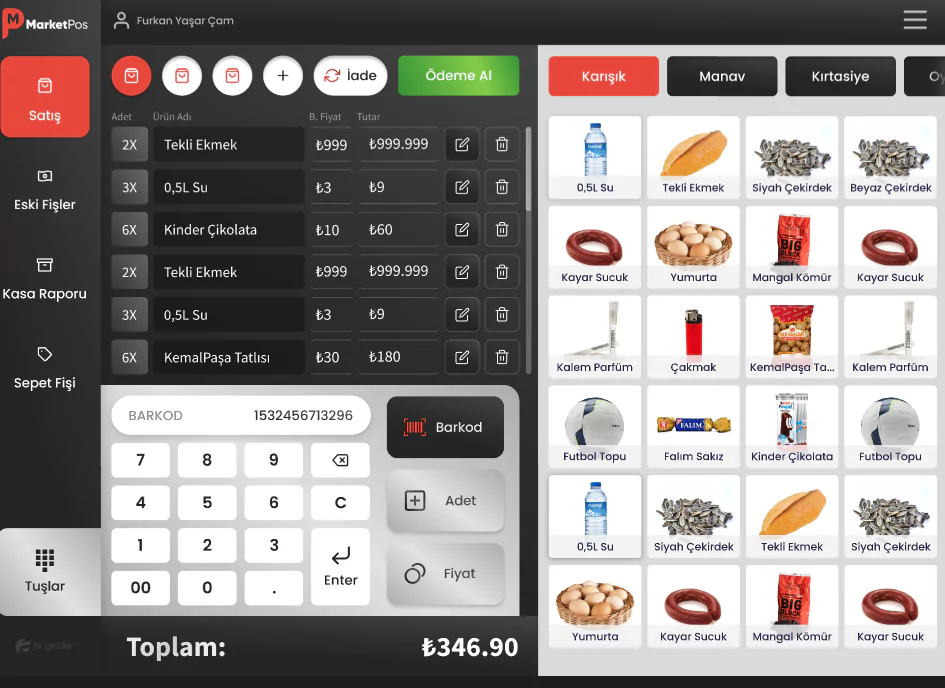 MarketPos
Furkan Yaşar Çam
Satış
Eski Fişler
Kasa Raporu
Sepet Fişi
Tuşlar
İade
Ödeme Al
Adet Ürün Adı B. Fiyat Tutar
2X Tekli Ekmek ₺999 ₺999.999
3X 0,5L Su ₺3 ₺9
6X Kinder Çikolata ₺10 ₺60
2X Tekli Ekmek ₺999 ₺999.999
3X 0,5L Su ₺3 ₺9
6X KemalPaşa Tatlısı ₺30 ₺180
BARKOD 1532456713296
7 8 9
4 5 6 C
1 2 3
00 0 .
Enter
Barkod
Adet
Fiyat
Toplam: ₺346.90
Karışık Manav Kırtasiye
0,5L Su Tekli Ekmek Siyah Çekirdek Beyaz Çekirdek
BIG BLOCK
Kayar Sucuk Yumurta Mangal Kömür Kayar Sucuk
Kalem Parfüm Çakmak KemalPaşa Ta... Kalem Parfüm
FALIM
Futbol Topu Falım Sakız Kinder Çikolata Futbol Topu
0,5L Su Siyah Çekirdek Tekli Ekmek Siyah Çekirdek
BIG BLOCK
Yumurta Kayar Sucuk Mangal Kömür Kayar Sucuk